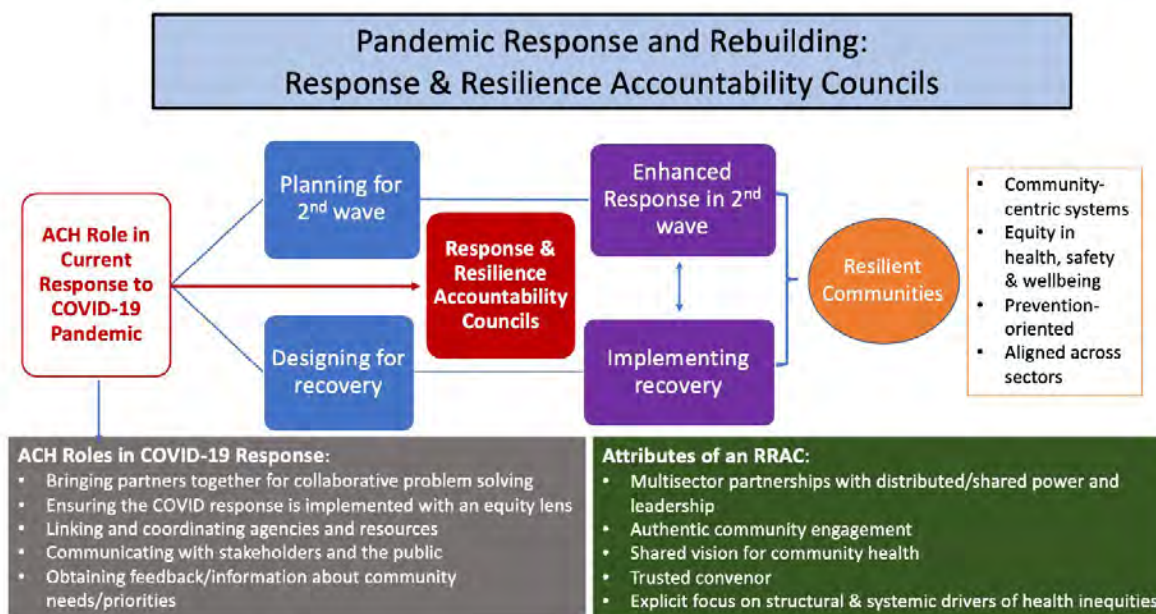 Pandemic Response and Rebuilding:
Response & Resilience Accountability Councils
ACH Role in
Current
Response to
COVID-19
Pandemic
Planning for
2nd wave
Designing for
recovery
Response &
Resilience
Accountability
Councils
Enhanced
Response in 2nd
wave
Implementing
recovery
Resilient
Communities
• Community-
centric systems
• Equity in
health, safety
& wellbeing
• Prevention-
oriented
• Aligned across
sectors
ACH Roles in COVID-19 Response:
• Bringing partners together for collaborative problem solving
• Ensuring the COVID response is implemented with an equity lens
• Linking and coordinating agencies and resources
• Communicating with stakeholders and the public
• Obtaining feedback/information about community
needs/priorities
Attributes of an RRAC:
• Multisector partnerships with distributed/shared power and
leadership
• Authentic community engagement
• Shared vision for community health
• Trusted convenor
• Explicit focus on structural & systemic drivers of health inequities